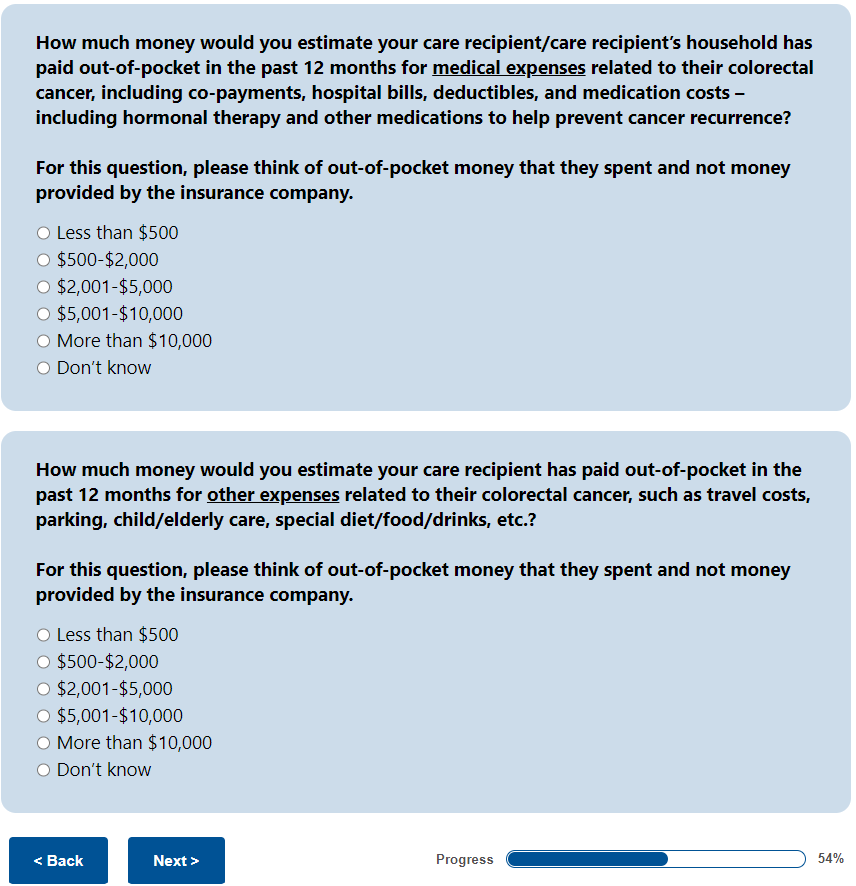 How much money would you estimate your care recipient/care recipient’s household has
paid out-of-pocket in the past 12 months for medical expenses related to their colorectal
cancer, including co-payments, hospital bills, deductibles, and medication costs –
including hormonal therapy and other medications to help prevent cancer recurrence?
For this question, please think of out-of-pocket money that they spent and not money
provided by the insurance company.
Less than $500
$500-$2,000
$2,001-$5,000
$5,001-$10,000
More than $10,000
Don’t know
How much money would you estimate your care recipient has paid out-of-pocket in the
past 12 months for other expenses related to their colorectal cancer, such as travel costs,
parking, child/elderly care, special diet/food/drinks, etc.?
For this question, please think of out-of-pocket money that they spent and not money
provided by the insurance company.
Less than $500
$500-$2,000
$2,001-$5,000
$5,001-$10,000
More than $10,000
Don’t know
< Back Next > Progress 54%